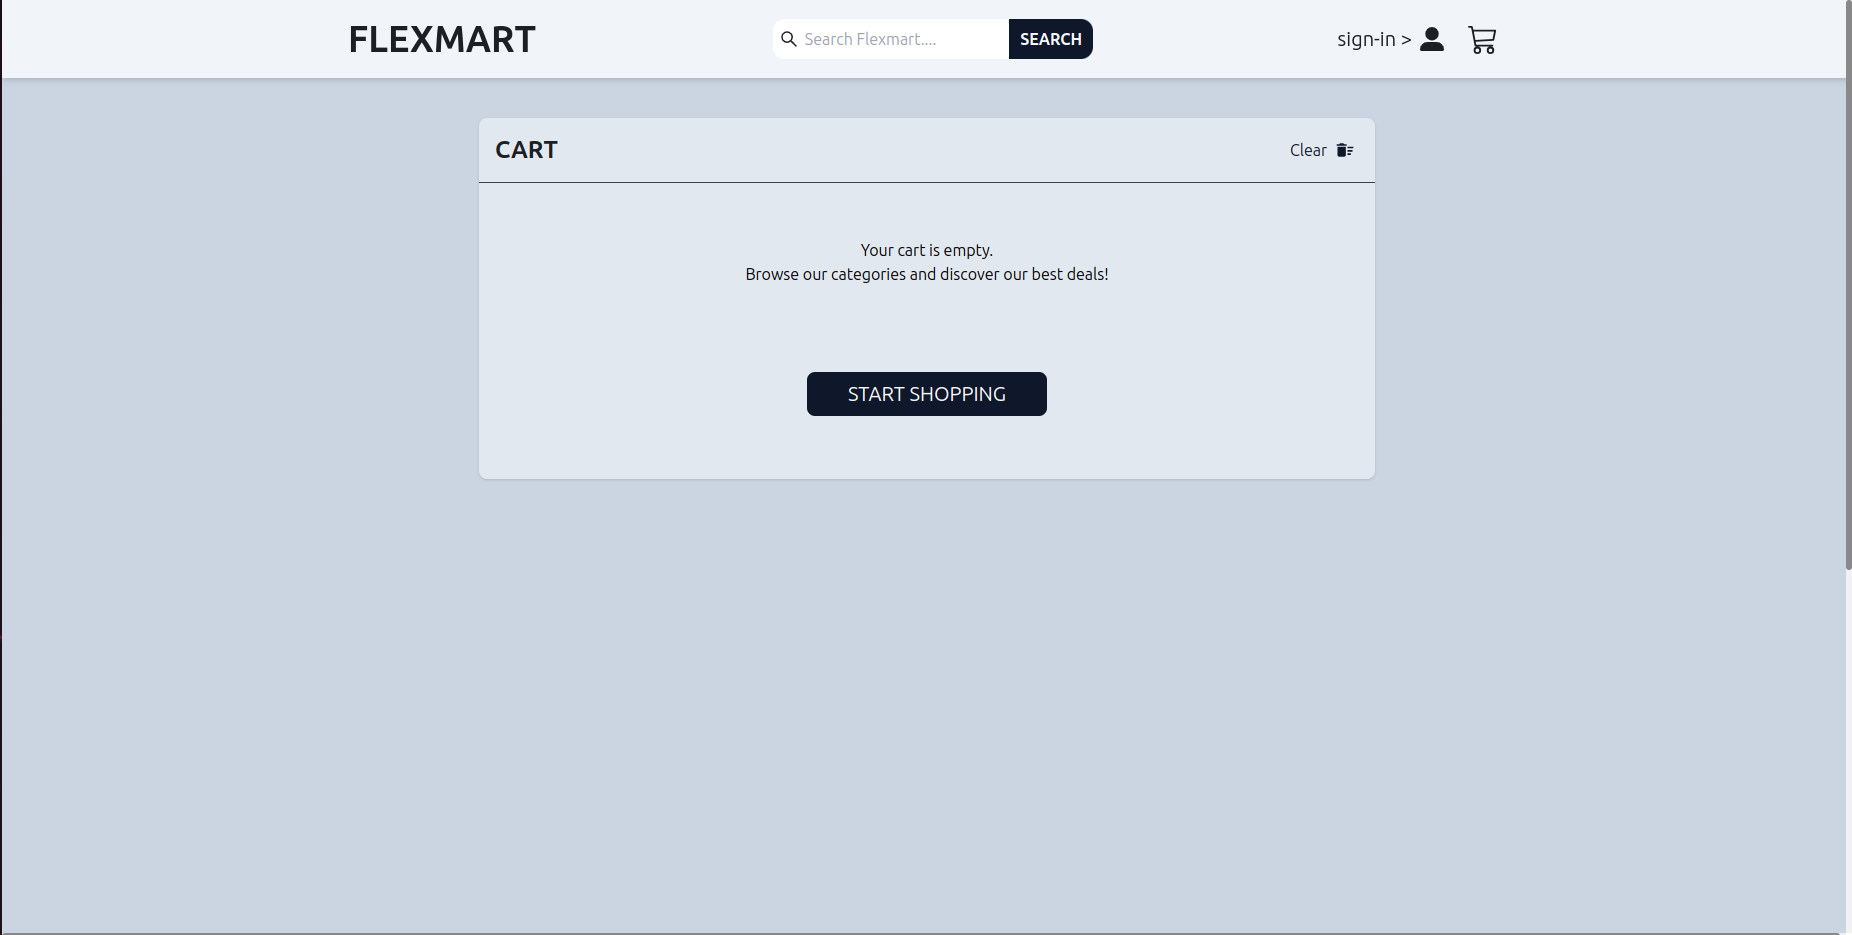 FLEXMART
Search Flexmart....
SEARCH
sign-in >
CART
Clear
Your cart is empty.
Browse our categories and discover our best deals!
START SHOPPING